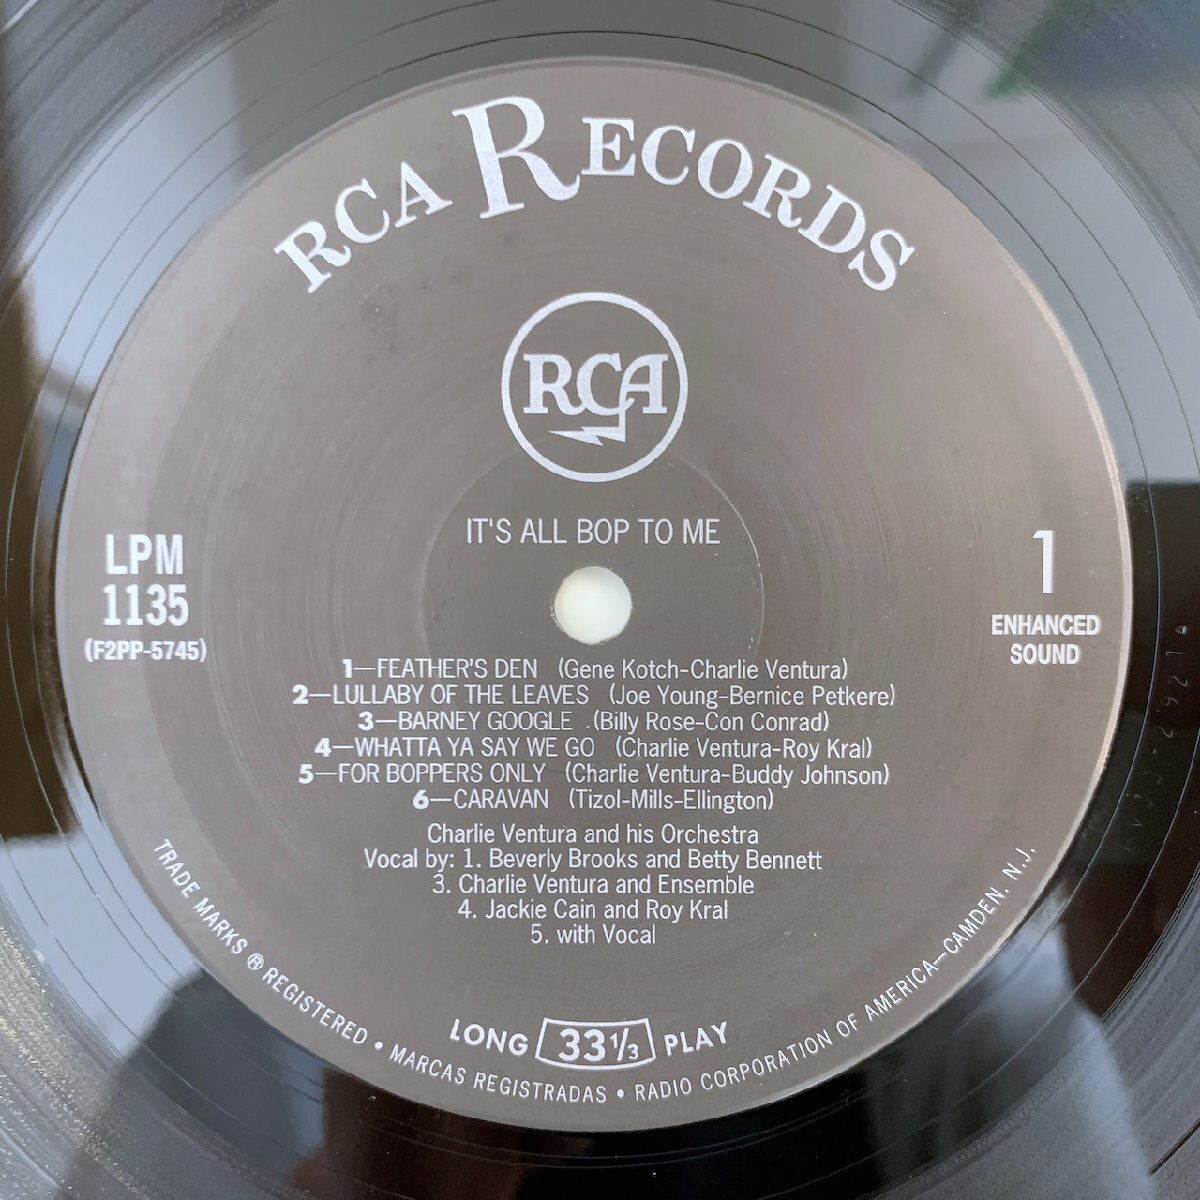 RCA RECORDS
RCA
IT'S ALL BOP TO ME
LPM
1135
(F2PP-5745)
1
ENHANCED
SOUND
1—FEATHER'S DEN (Gene Kotch-Charlie Ventura)
2—LULLABY OF THE LEAVES (Joe Young-Bernice Petkere)
3—BARNEY GOOGLE (Billy Rose-Con Conrad)
4—WHATTA YA SAY WE GO (Charlie Ventura-Roy Kral)
5—FOR BOPPERS ONLY (Charlie Ventura-Buddy Johnson)
6—CARAVAN (Tizol-Mills-Ellington)
Charlie Ventura and his Orchestra
Vocal by: 1. Beverly Brooks and Betty Bennett
3. Charlie Ventura and Ensemble
4. Jackie Cain and Roy Kral
5. with Vocal
LONG 33⅓ PLAY
TRADE MARKS ® REGISTERED • MARCAS REGISTRADAS • RADIO CORPORATION OF AMERICA—CAMDEN. N.J.